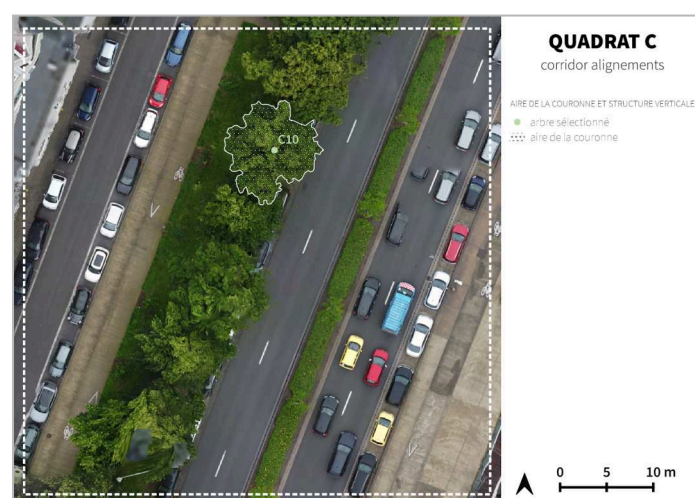 QUADRAT C
corridor alignements
AIRE DE LA COURONNE ET STRUCTURE VERTICALE
arbre sélectionné
aire de la couronne
C10
0 5 10 m